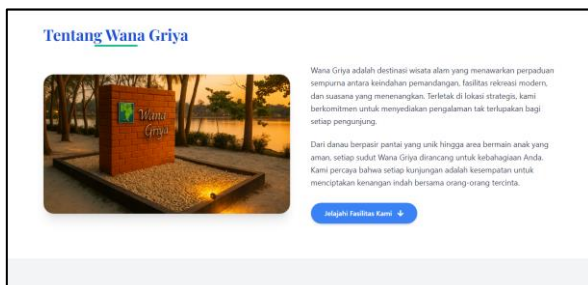 Tentang Wana Griya
Wana
Griya
Wana Griya adalah destinasi wisata alam yang menawarkan perpaduan
sempurna antara keindahan pemandangan, fasilitas rekreasi modern,
dan suasana yang menenangkan. Terletak di lokasi strategis, kami
berkomitmen untuk menyediakan pengalaman tak terlupakan bagi
setiap pengunjung.
Dari danau berpasir pantai yang unik hingga area bermain anak yang
aman, setiap sudut Wana Griya dirancang untuk kebahagiaan Anda.
Kami percaya bahwa setiap kunjungan adalah kesempatan untuk
menciptakan kenangan indah bersama orang-orang tercinta.
Jelajahi Fasilitas Kami